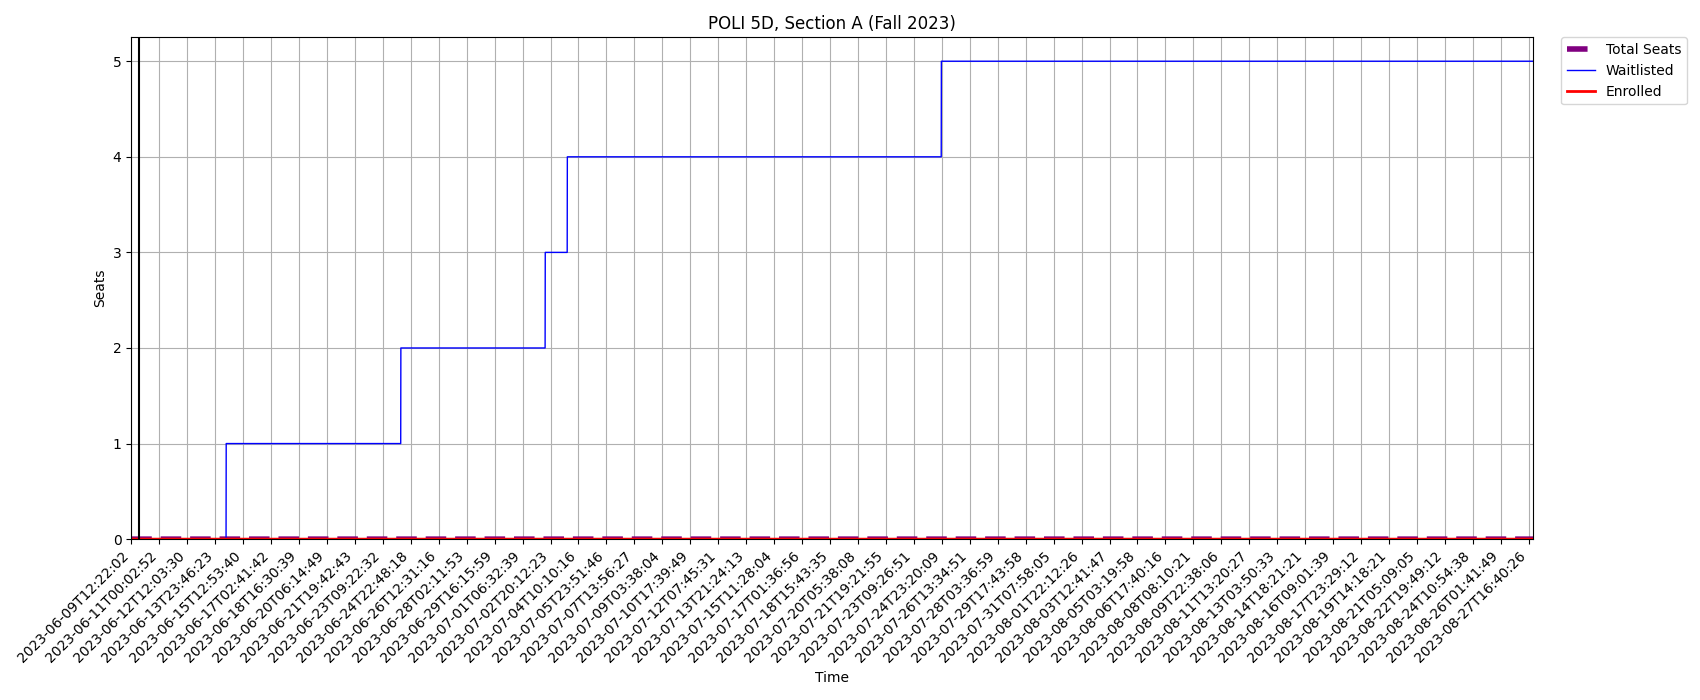 POLI 5D, Section A (Fall 2023)
Total Seats
Waitlisted
Enrolled
5
4
3
2
1
0
Seats
2023-06-09T12:22:02
2023-06-11T00:02:52
2023-06-12T12:03:30
2023-06-13T23:46:23
2023-06-15T12:53:40
2023-06-17T02:41:42
2023-06-18T16:30:39
2023-06-20T06:14:49
2023-06-21T19:42:43
2023-06-23T09:22:32
2023-06-24T22:48:18
2023-06-26T12:31:16
2023-06-28T02:11:53
2023-06-29T16:15:59
2023-07-01T06:32:39
2023-07-02T20:12:23
2023-07-04T10:10:16
2023-07-05T23:51:46
2023-07-07T13:56:27
2023-07-09T03:38:04
2023-07-10T17:39:49
2023-07-12T07:45:31
2023-07-13T21:24:13
2023-07-15T11:28:04
2023-07-17T01:36:56
2023-07-18T15:43:35
2023-07-20T05:38:08
2023-07-21T19:21:55
2023-07-23T09:26:51
2023-07-24T23:20:09
2023-07-26T13:34:51
2023-07-28T03:36:59
2023-07-29T17:43:58
2023-07-31T07:58:05
2023-08-01T22:12:26
2023-08-03T12:41:47
2023-08-05T03:19:58
2023-08-06T17:40:16
2023-08-08T08:10:21
2023-08-09T22:38:06
2023-08-11T13:20:27
2023-08-13T03:50:33
2023-08-14T18:21:21
2023-08-16T09:01:39
2023-08-17T23:29:12
2023-08-19T14:18:21
2023-08-21T05:09:05
2023-08-22T19:49:12
2023-08-24T10:54:38
2023-08-26T01:41:49
2023-08-27T16:40:26
Time